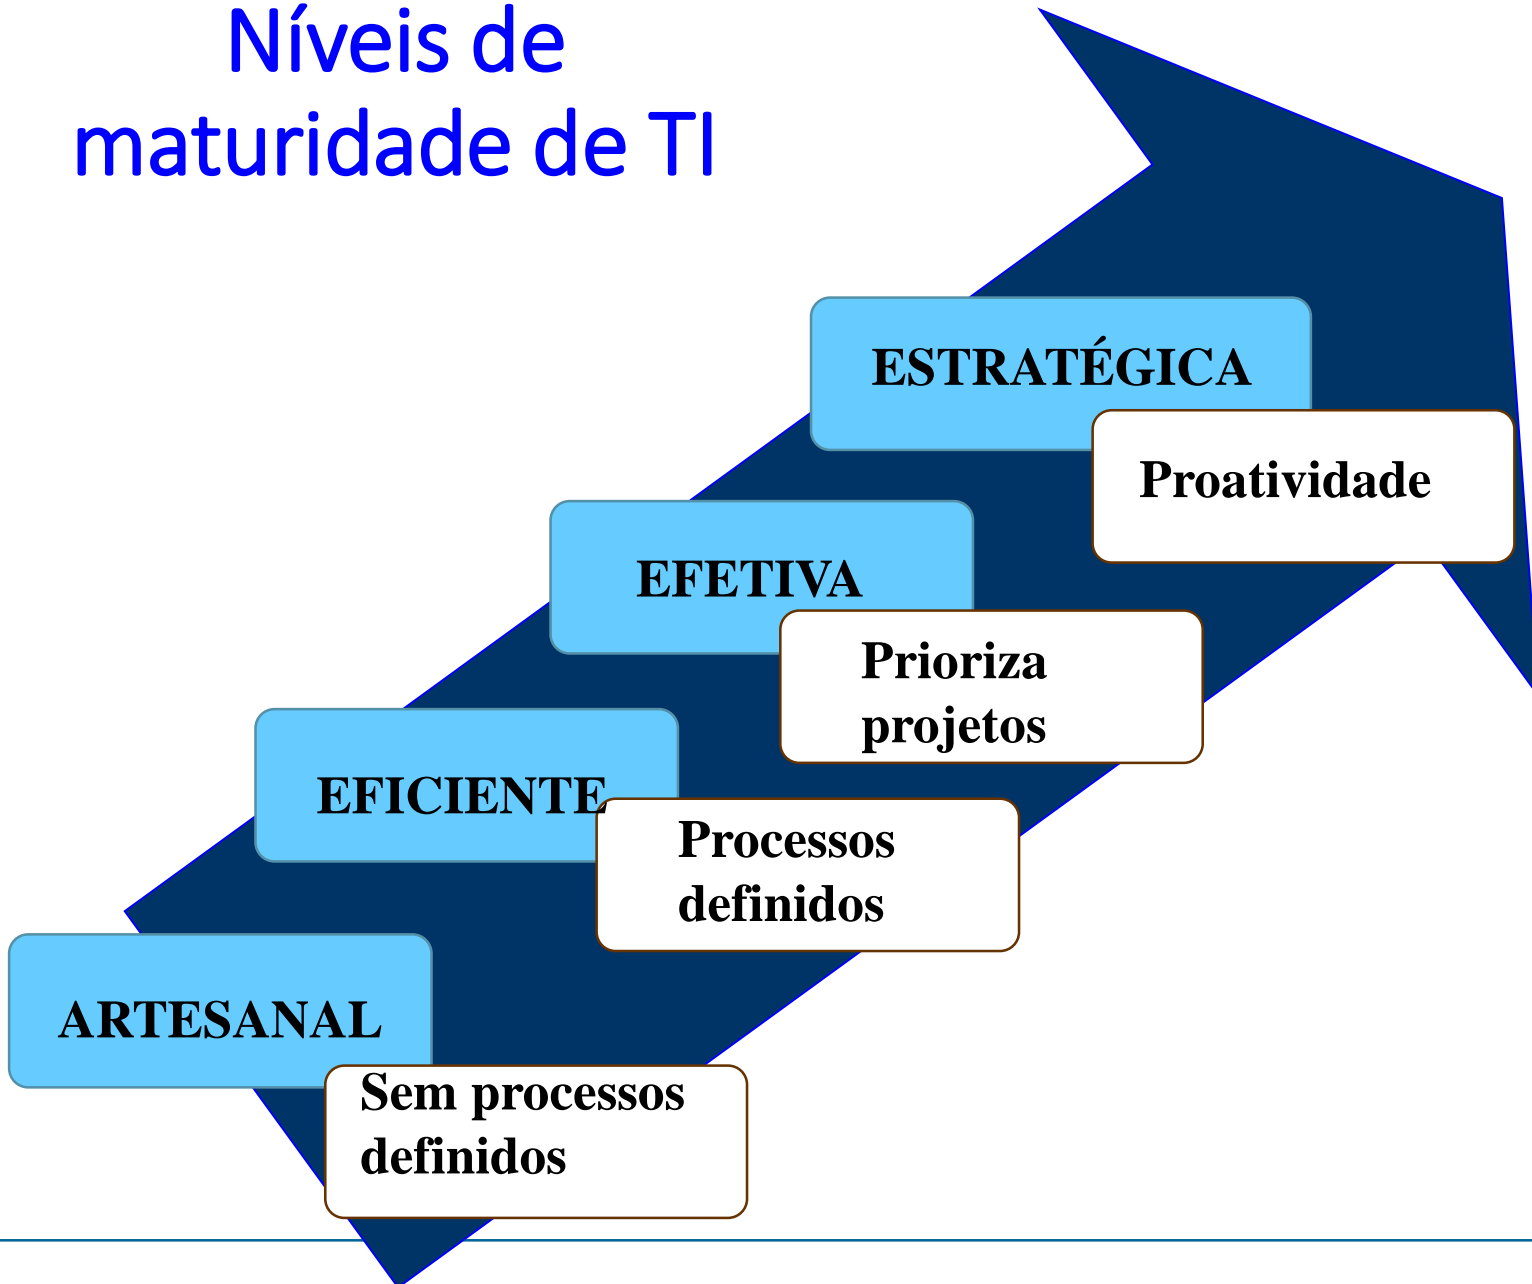 Níveis de
maturidade de TI
ESTRATÉGICA
Proatividade
EFETIVA
Prioriza
projetos
EFICIENTE
Processos
definidos
ARTESANAL
Sem processos
definidos